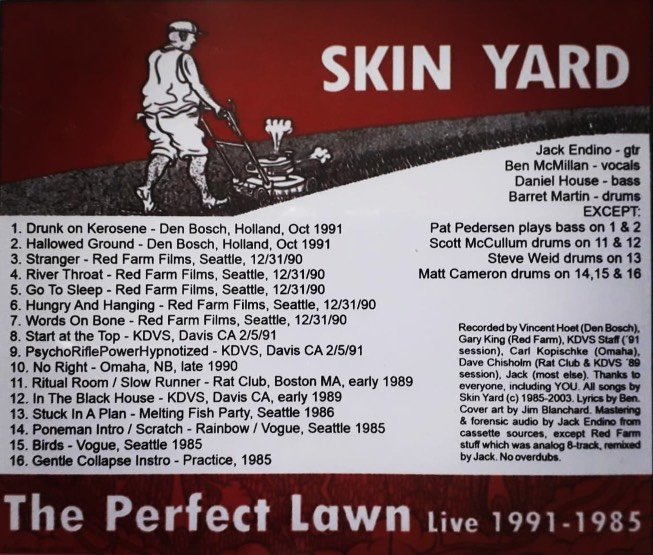 SKIN YARD
Jack Endino - gtr
Ben McMillan - vocals
Daniel House - bass
Barret Martin - drums
EXCEPT:
Pat Pedersen plays bass on 1 & 2
Scott McCullum drums on 11 & 12
Steve Weid drums on 13
Matt Cameron drums on 14,15 & 16
1. Drunk on Kerosene - Den Bosch, Holland, Oct 1991
2. Hallowed Ground - Den Bosch, Holland, Oct 1991
3. Stranger - Red Farm Films, Seattle, 12/31/90
4. River Throat - Red Farm Films, Seattle, 12/31/90
5. Go To Sleep - Red Farm Films, Seattle, 12/31/90
6. Hungry And Hanging - Red Farm Films, Seattle, 12/31/90
7. Words On Bone - Red Farm Films, Seattle, 12/31/90
8. Start at the Top - KDVS, Davis CA 2/5/91
9. PsychoRiflePowerHypnotized - KDVS, Davis CA 2/5/91
10. No Right - Omaha, NB, late 1990
11. Ritual Room / Slow Runner - Rat Club, Boston MA, early 1989
12. In The Black House - KDVS, Davis CA, early 1989
13. Stuck In A Plan - Melting Fish Party, Seattle 1986
14. Poneman Intro / Scratch - Rainbow / Vogue, Seattle 1985
15. Birds - Vogue, Seattle 1985
16. Gentle Collapse Instro - Practice, 1985
Recorded by Vincent Hoet (Den Bosch),
Gary King (Red Farm), KDVS Staff ('91
session), Carl Kopischke (Omaha),
Dave Chisholm (Rat Club & KDVS '89
session), Jack (most else). Thanks to
everyone, including YOU. All songs by
Skin Yard (c) 1985-2003. Lyrics by Ben.
Cover art by Jim Blanchard. Mastering
& forensic audio by Jack Endino from
cassette sources, except Red Farm
stuff which was analog 8-track, remixed
by Jack. No overdubs.
The Perfect Lawn Live 1991-1985